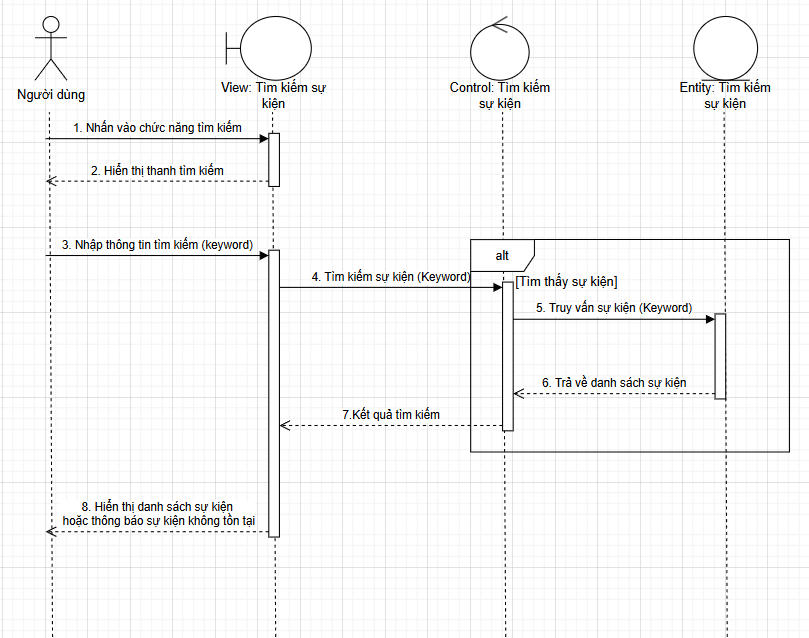 Người dùng
View: Tìm kiếm sự
kiện
Control: Tìm kiếm
sự kiện
Entity: Tìm kiếm
sự kiện
1. Nhấn vào chức năng tìm kiếm
2. Hiển thị thanh tìm kiếm
3. Nhập thông tin tìm kiếm (keyword)
alt
4. Tìm kiếm sự kiện (Keyword)
[Tìm thấy sự kiện]
5. Truy vấn sự kiện (Keyword)
6. Trả về danh sách sự kiện
7.Kết quả tìm kiếm
8. Hiển thị danh sách sự kiện
hoặc thông báo sự kiện không tồn tại